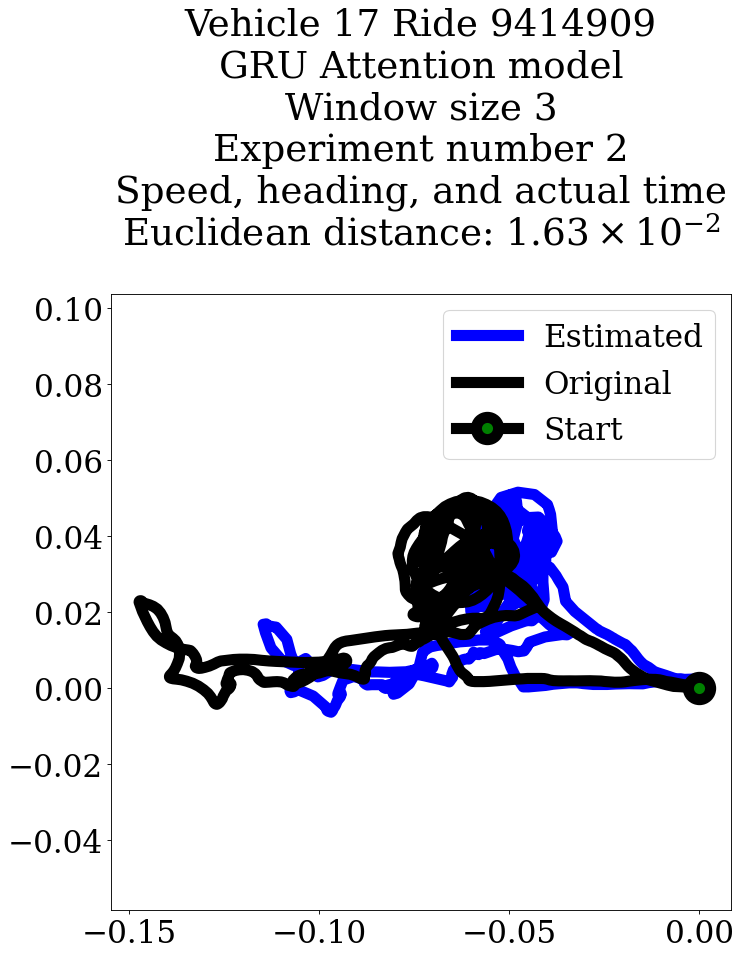 Vehicle 17 Ride 9414909
GRU Attention model
Window size 3
Experiment number 2
Speed, heading, and actual time
Euclidean distance: 1.63 × 10⁻²
Estimated
Original
Start
0.10
0.08
0.06
0.04
0.02
0.00
−0.02
−0.04
−0.15 −0.10 −0.05 0.00